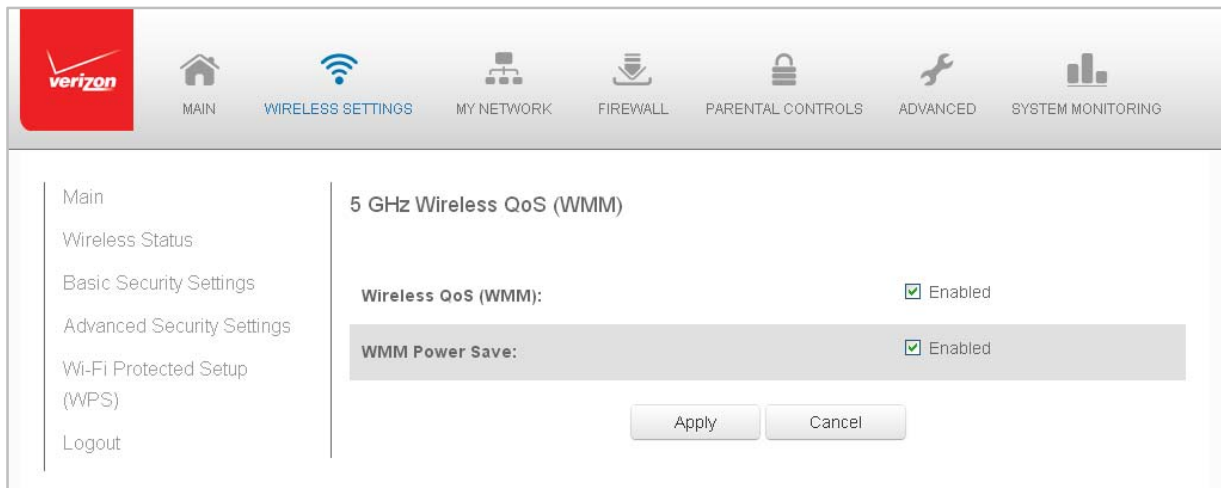 verizon
MAIN
WIRELESS SETTINGS
MY NETWORK
FIREWALL
PARENTAL CONTROLS
ADVANCED
SYSTEM MONITORING
Main
Wireless Status
Basic Security Settings
Advanced Security Settings
Wi-Fi Protected Setup
(WPS)
Logout
5 GHz Wireless QoS (WMM)
Wireless QoS (WMM):
Enabled
WMM Power Save:
Enabled
Apply
Cancel